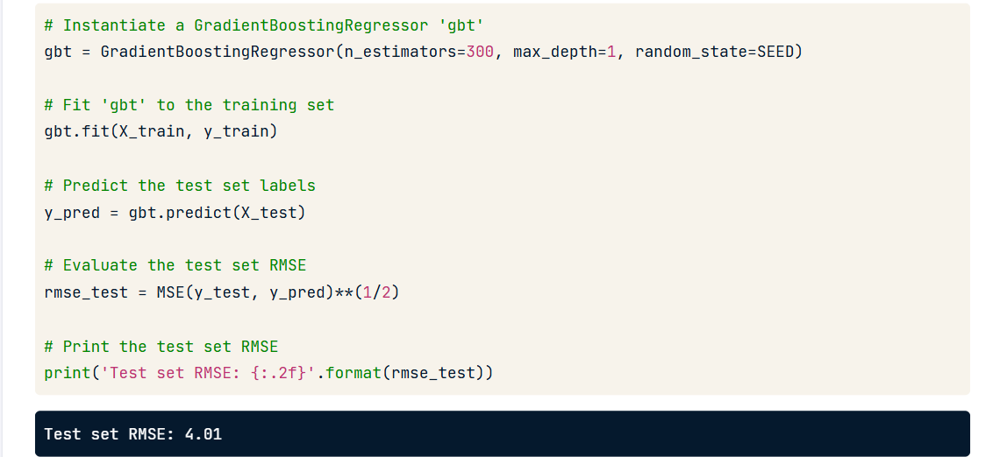 # Instantiate a GradientBoostingRegressor 'gbt'
gbt = GradientBoostingRegressor(n_estimators=300, max_depth=1, random_state=SEED)
# Fit 'gbt' to the training set
gbt.fit(X_train, y_train)
# Predict the test set labels
y_pred = gbt.predict(X_test)
# Evaluate the test set RMSE
rmse_test = MSE(y_test, y_pred)**(1/2)
# Print the test set RMSE
print('Test set RMSE: {:.2f}'.format(rmse_test))
Test set RMSE: 4.01